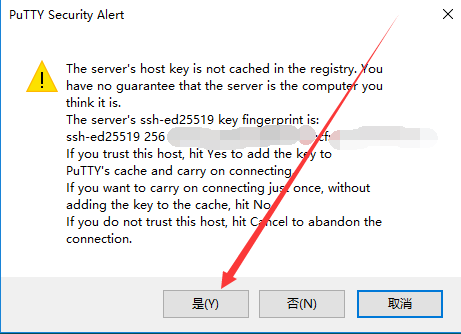 PuTTY Security Alert
The server's host key is not cached in the registry. You
have no guarantee that the server is the computer you
think it is.
The server's ssh-ed25519 key fingerprint is:
ssh-ed25519 256
If you trust this host, hit Yes to add the key to
PuTTY's cache and carry on connecting.
If you want to carry on connecting just once, without
adding the key to the cache, hit No.
If you do not trust this host, hit Cancel to abandon the
connection.
是(Y)
否(N)
取消